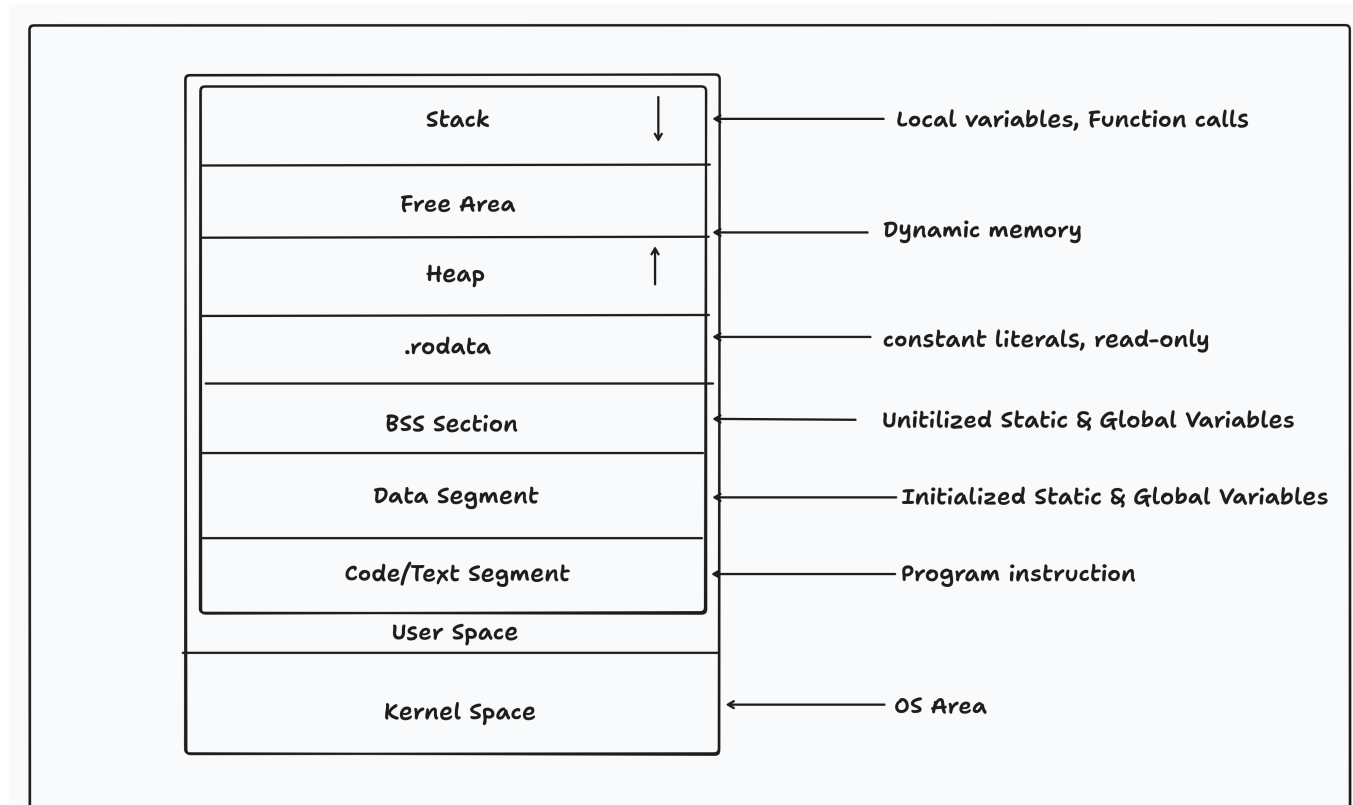 Stack
Local variables, Function calls
Free Area
Dynamic memory
Heap
.rodata
constant literals, read-only
BSS Section
Unitilized Static & Global Variables
Data Segment
Initialized Static & Global Variables
Code/Text Segment
Program instruction
User Space
Kernel Space
OS Area